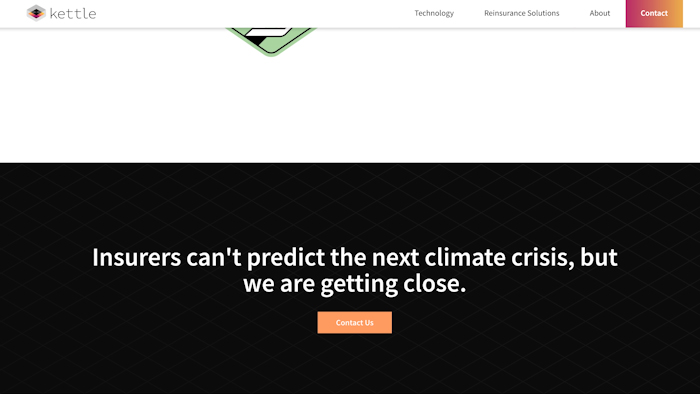 kettle
Technology
Reinsurance Solutions
About
Contact
Insurers can't predict the next climate crisis, but
we are getting close.
Contact Us